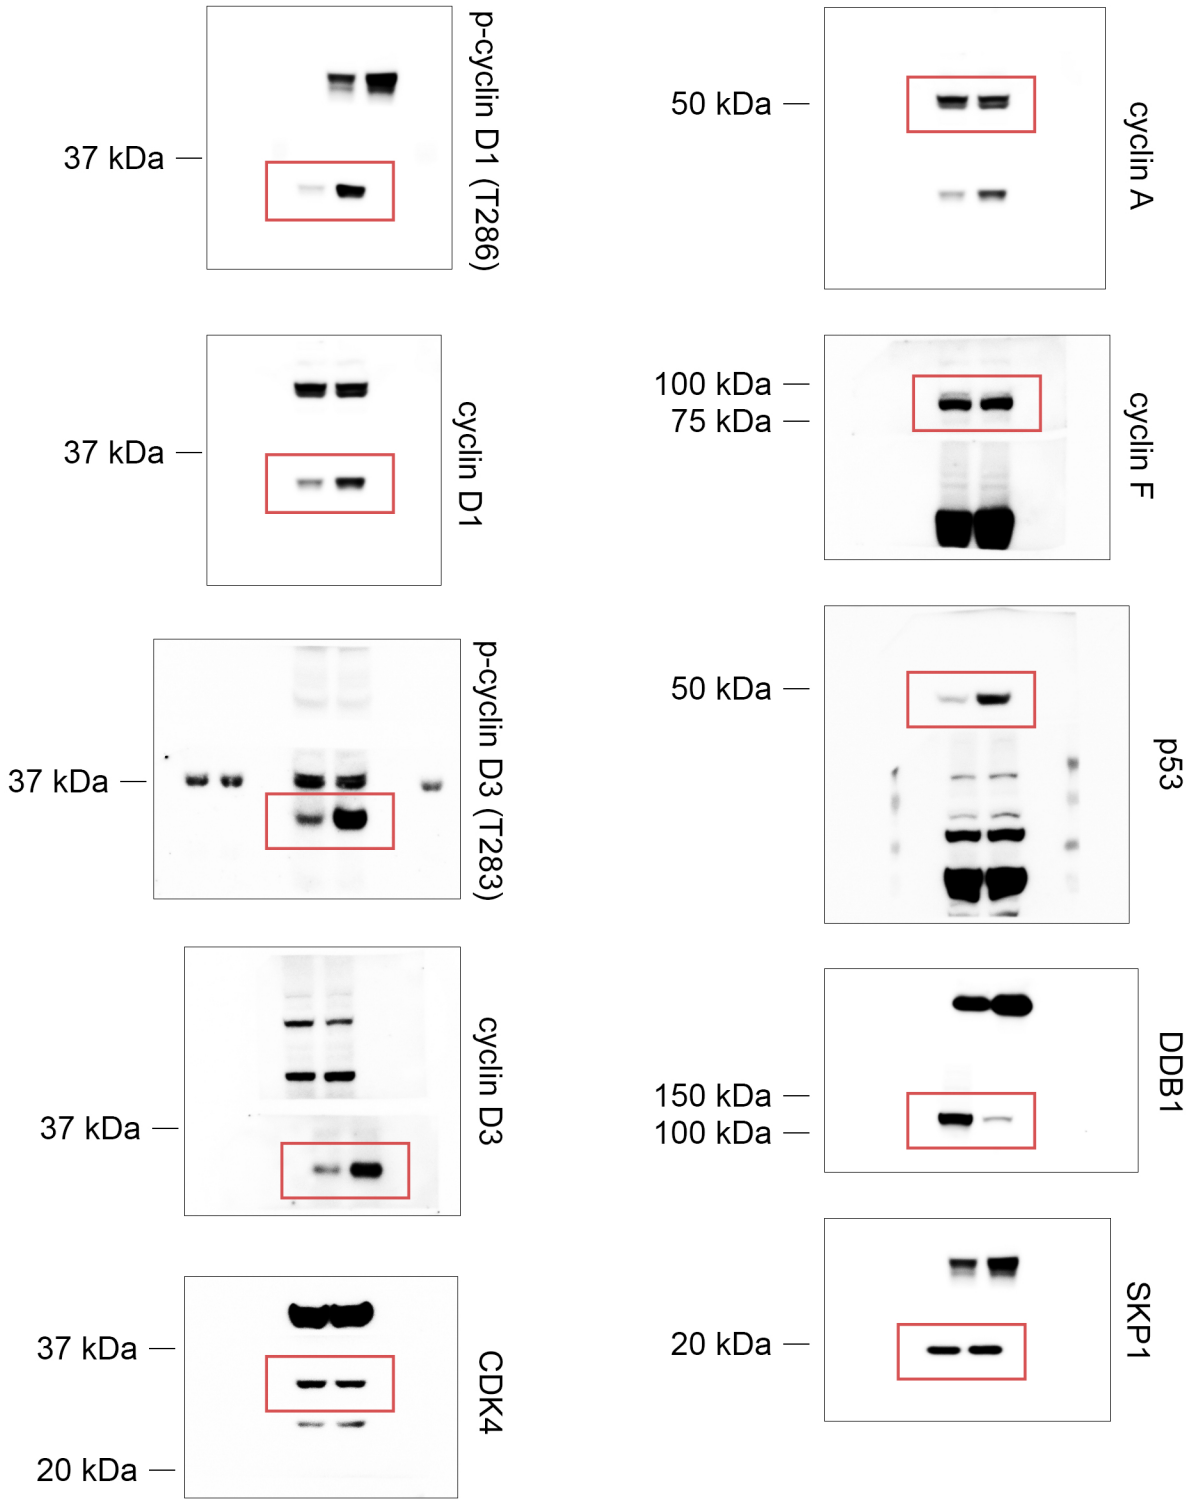 p-cyclin D1 (T286)
37 kDa
cyclin D1
37 kDa
p-cyclin D3 (T283)
37 kDa
cyclin D3
37 kDa
CDK4
37 kDa
20 kDa
cyclin A
50 kDa
cyclin F
100 kDa
75 kDa
p53
50 kDa
DDB1
150 kDa
100 kDa
SKP1
20 kDa